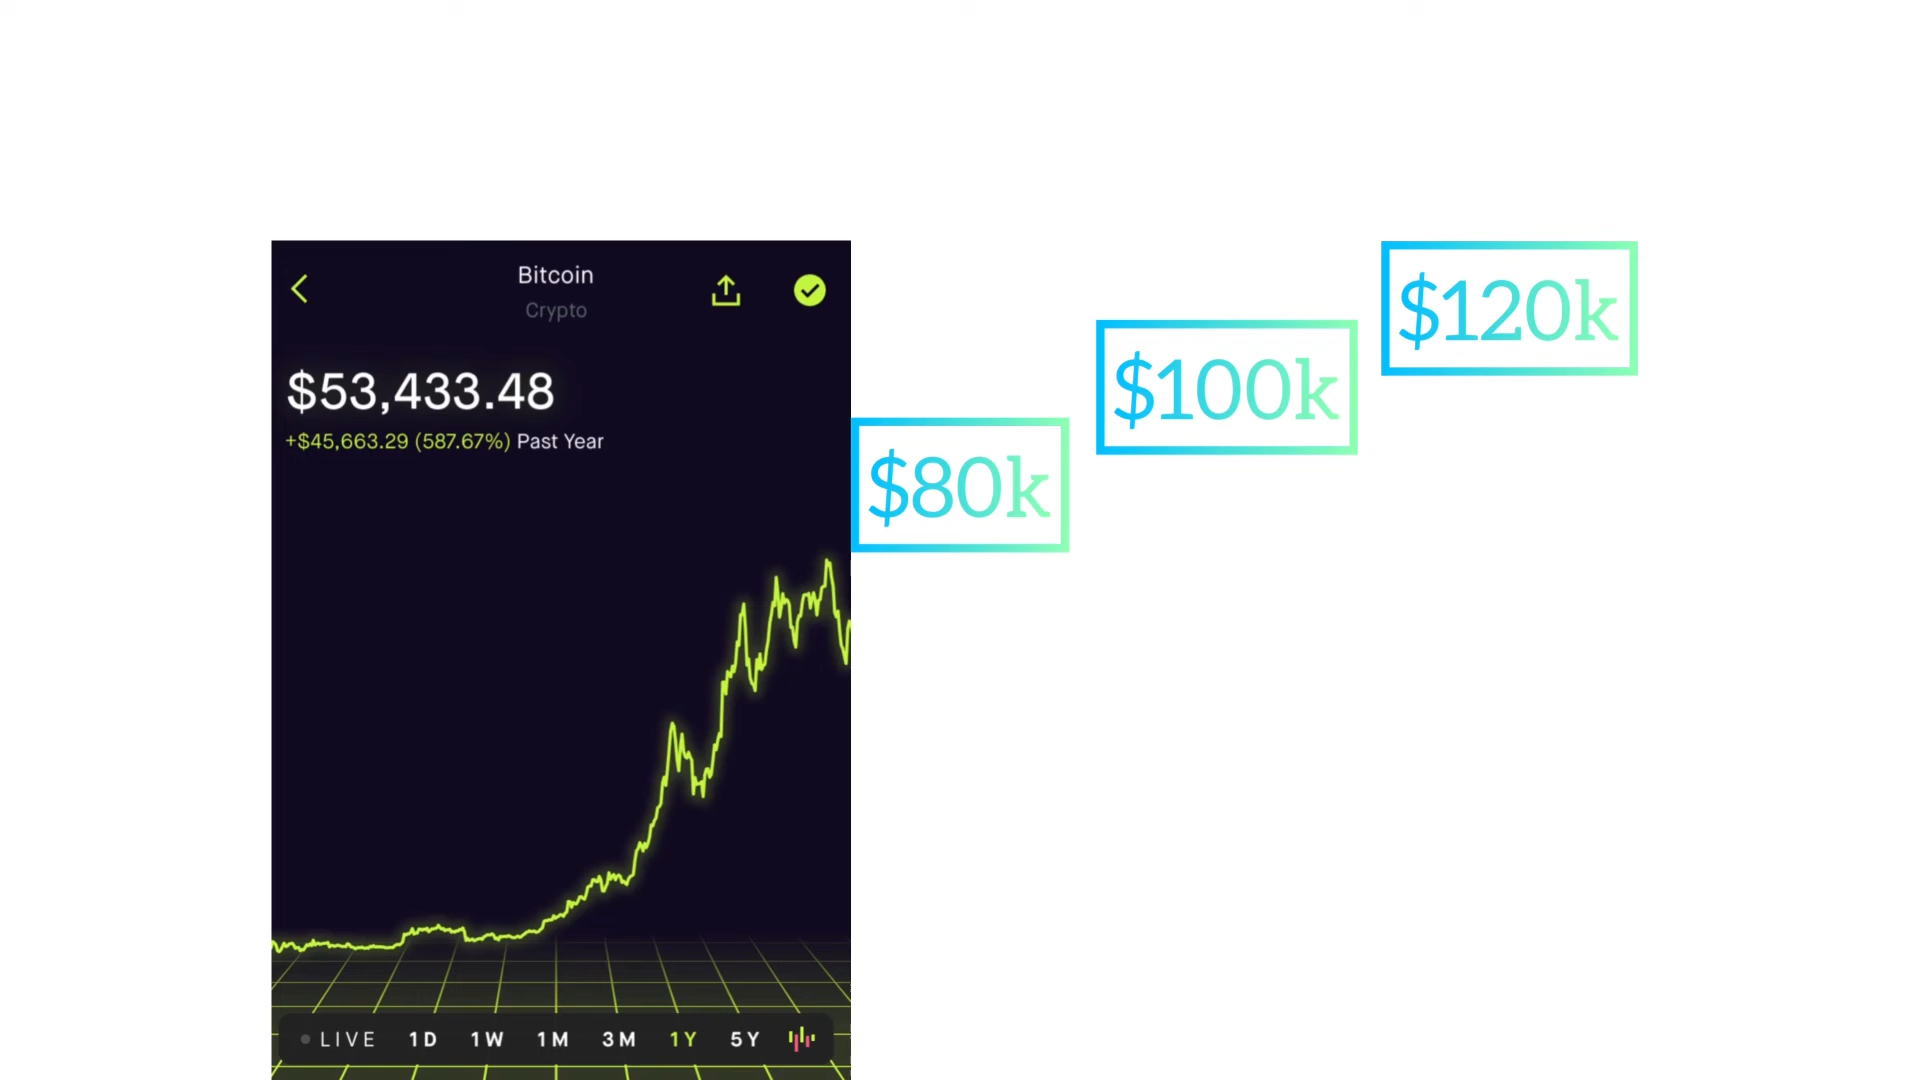 Bitcoin
Crypto
$53,433.48
+$45,663.29 (587.67%) Past Year
$80k
$100k
$120k
LIVE 1D 1W 1M 3M 1Y 5Y